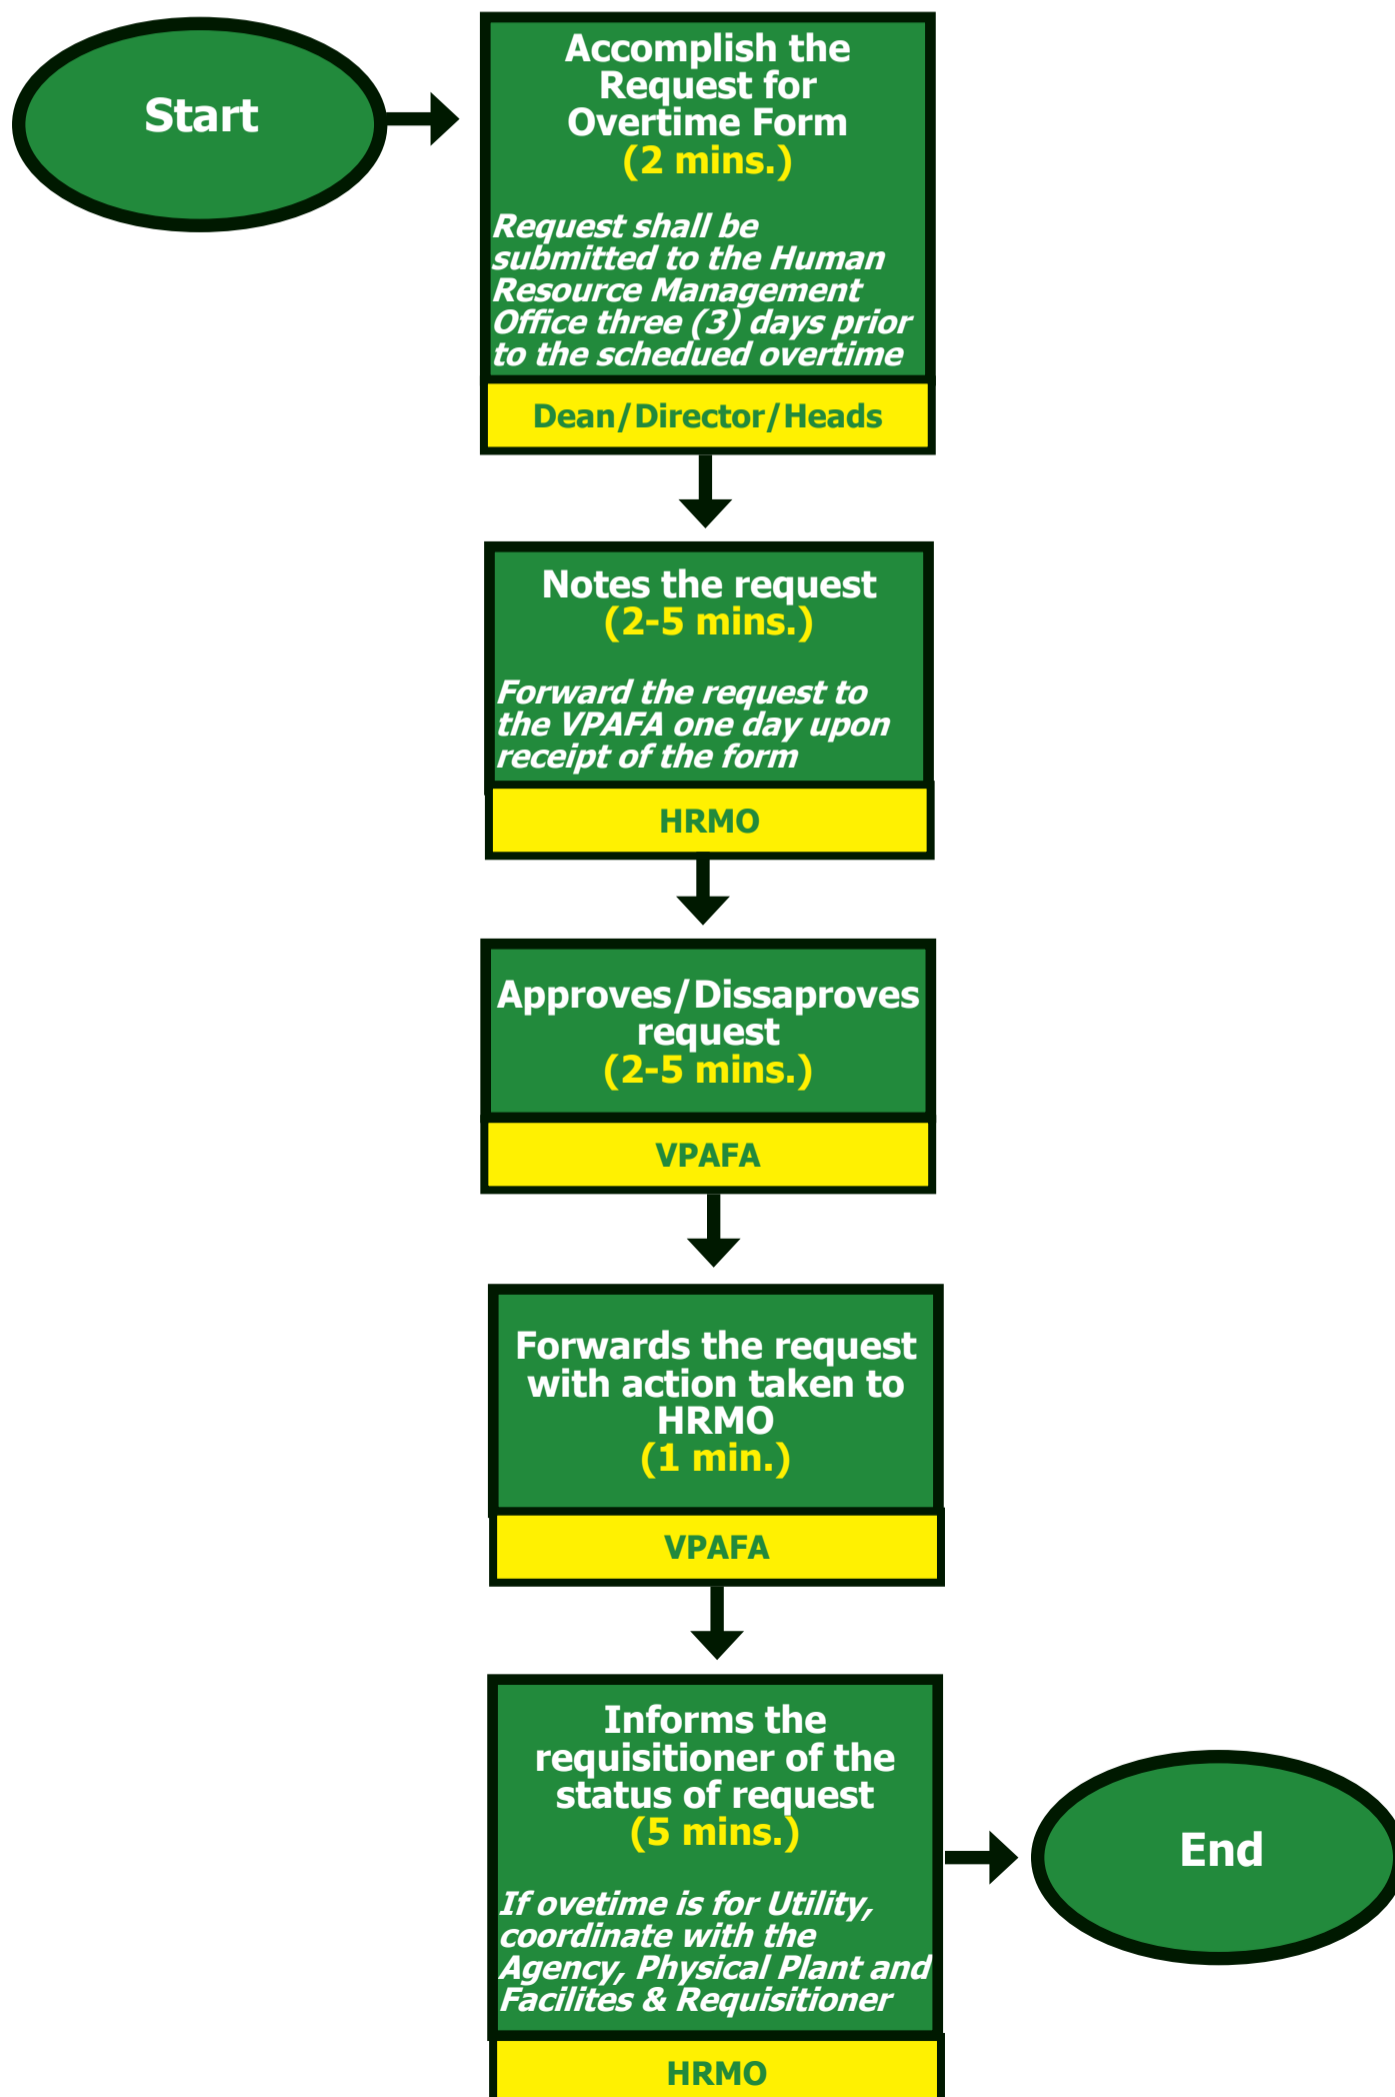 Start
Accomplish the
Request for
Overtime Form
(2 mins.)
Request shall be
submitted to the Human
Resource Management
Office three (3) days prior
to the schedued overtime
Dean/Director/Heads
Notes the request
(2-5 mins.)
Forward the request to
the VPAFA one day upon
receipt of the form
HRMO
Approves/Dissaproves
request
(2-5 mins.)
VPAFA
Forwards the request
with action taken to
HRMO
(1 min.)
VPAFA
Informs the
requisitioner of the
status of request
(5 mins.)
If ovetime is for Utility,
coordinate with the
Agency, Physical Plant and
Facilites & Requisitioner
HRMO
End